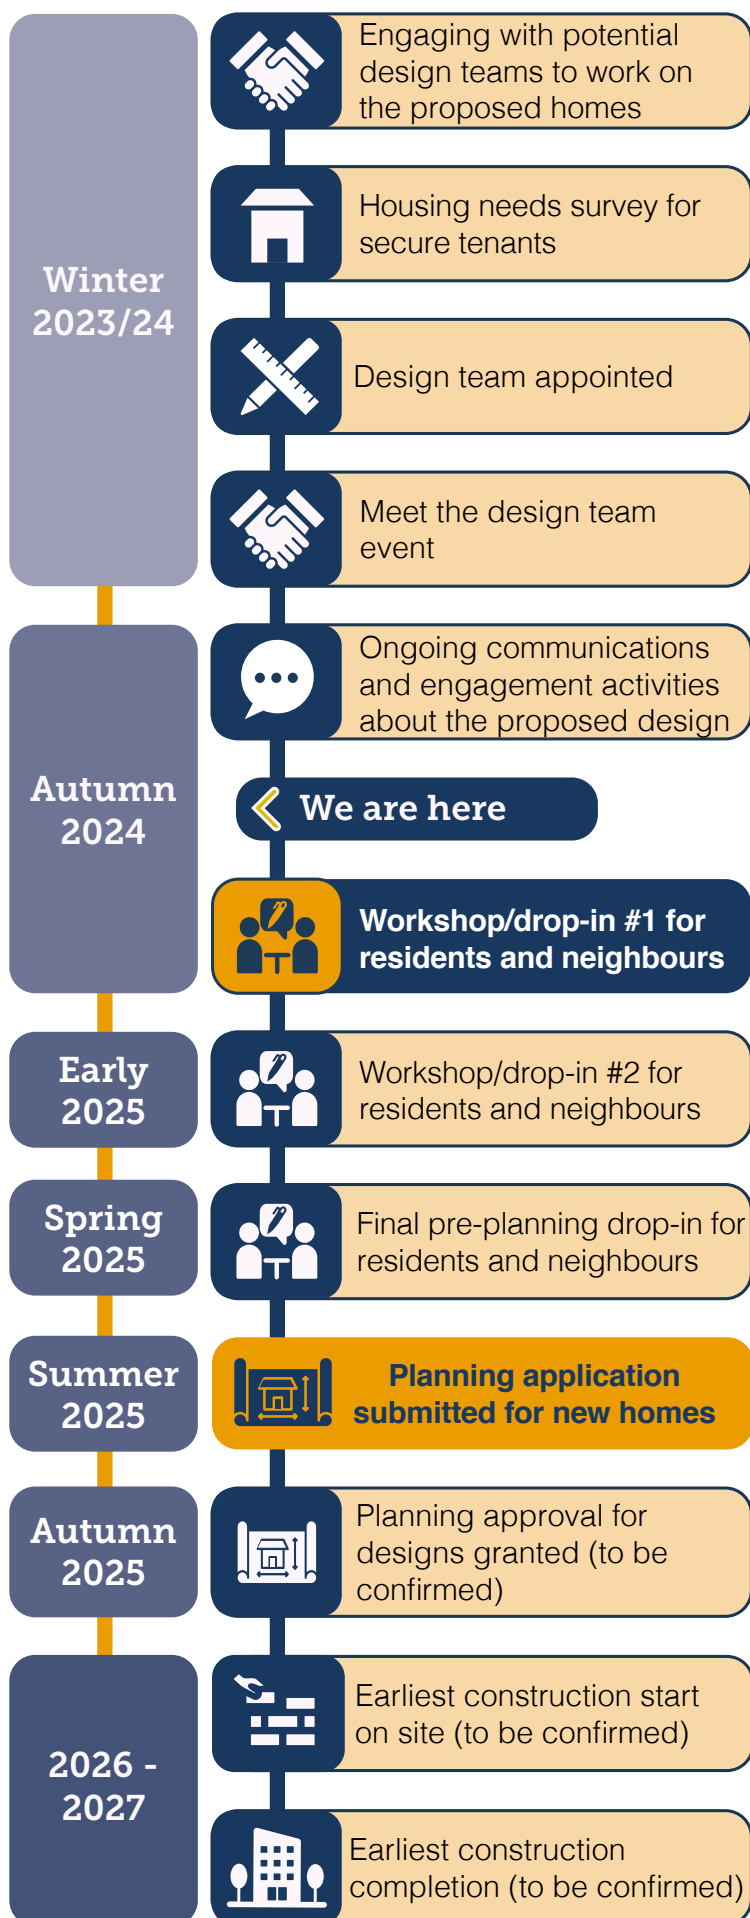 Winter
2023/24
Engaging with potential
design teams to work on
the proposed homes
Housing needs survey for
secure tenants
Design team appointed
Meet the design team
event
Autumn
2024
Ongoing communications
and engagement activities
about the proposed design
We are here
Workshop/drop-in #1 for
residents and neighbours
Early
2025
Workshop/drop-in #2 for
residents and neighbours
Spring
2025
Final pre-planning drop-in for
residents and neighbours
Summer
2025
Planning application
submitted for new homes
Autumn
2025
Planning approval for
designs granted (to be
confirmed)
2026 -
2027
Earliest construction start
on site (to be confirmed)
Earliest construction
completion (to be confirmed)